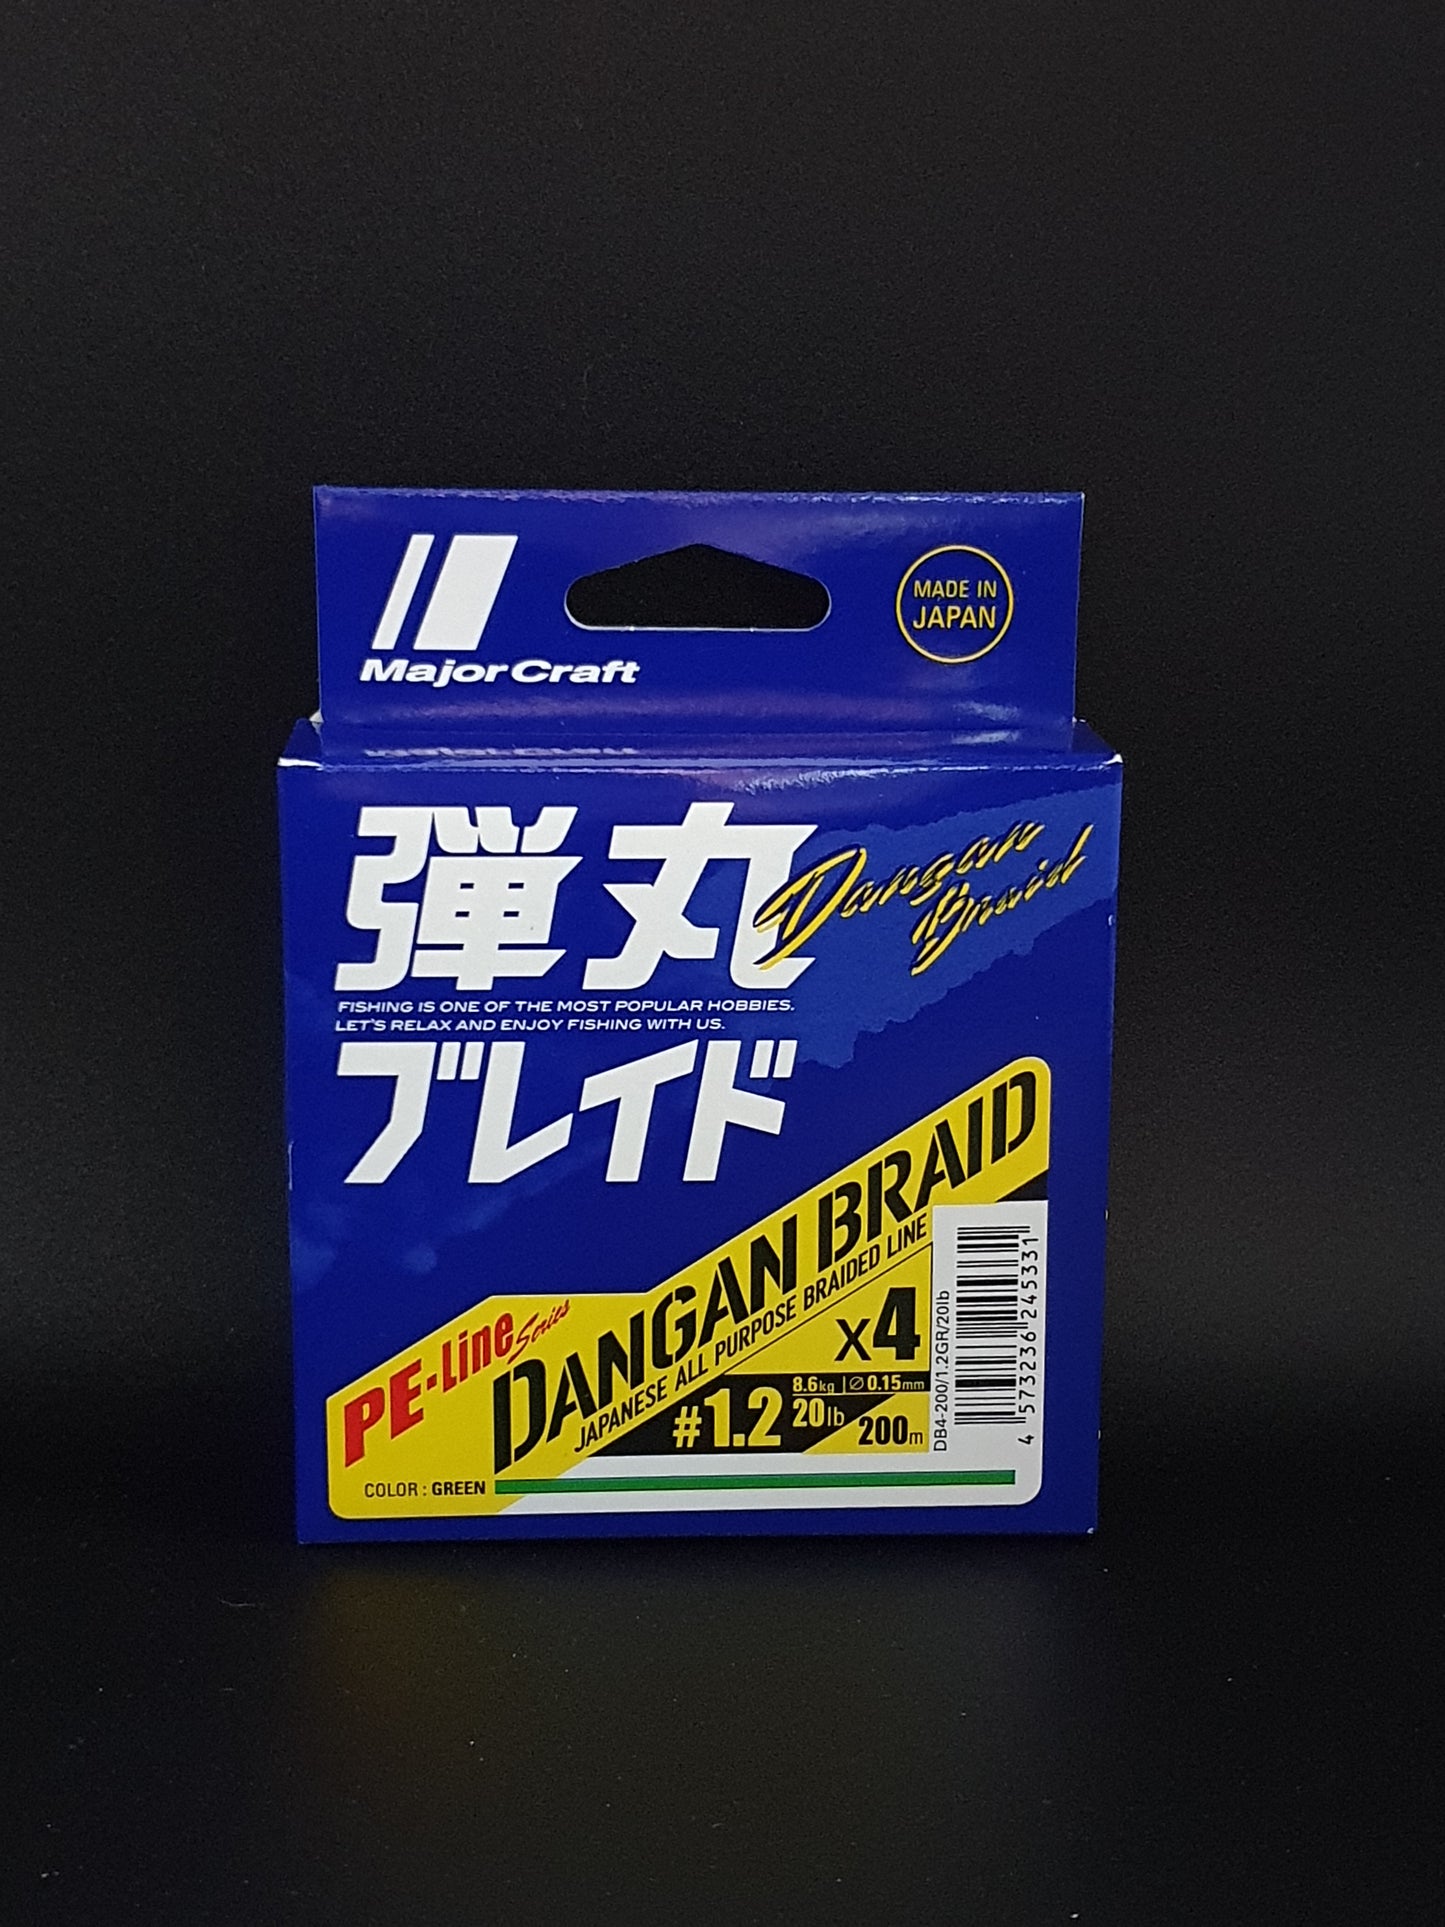 MajorCraft
MADE IN
JAPAN
弾丸
Dangan
Braid
FISHING IS ONE OF THE MOST POPULAR HOBBIES.
LET'S RELAX AND ENJOY FISHING WITH US.
ブレイド
PE-Line Series
DANGAN BRAID
JAPANESE ALL PURPOSE BRAIDED LINE
X4
#1.2
8.6kg | ∅ 0.15mm
20lb
200m
COLOR : GREEN
DB4-200/1.2GR/20lb
4 573236 245331